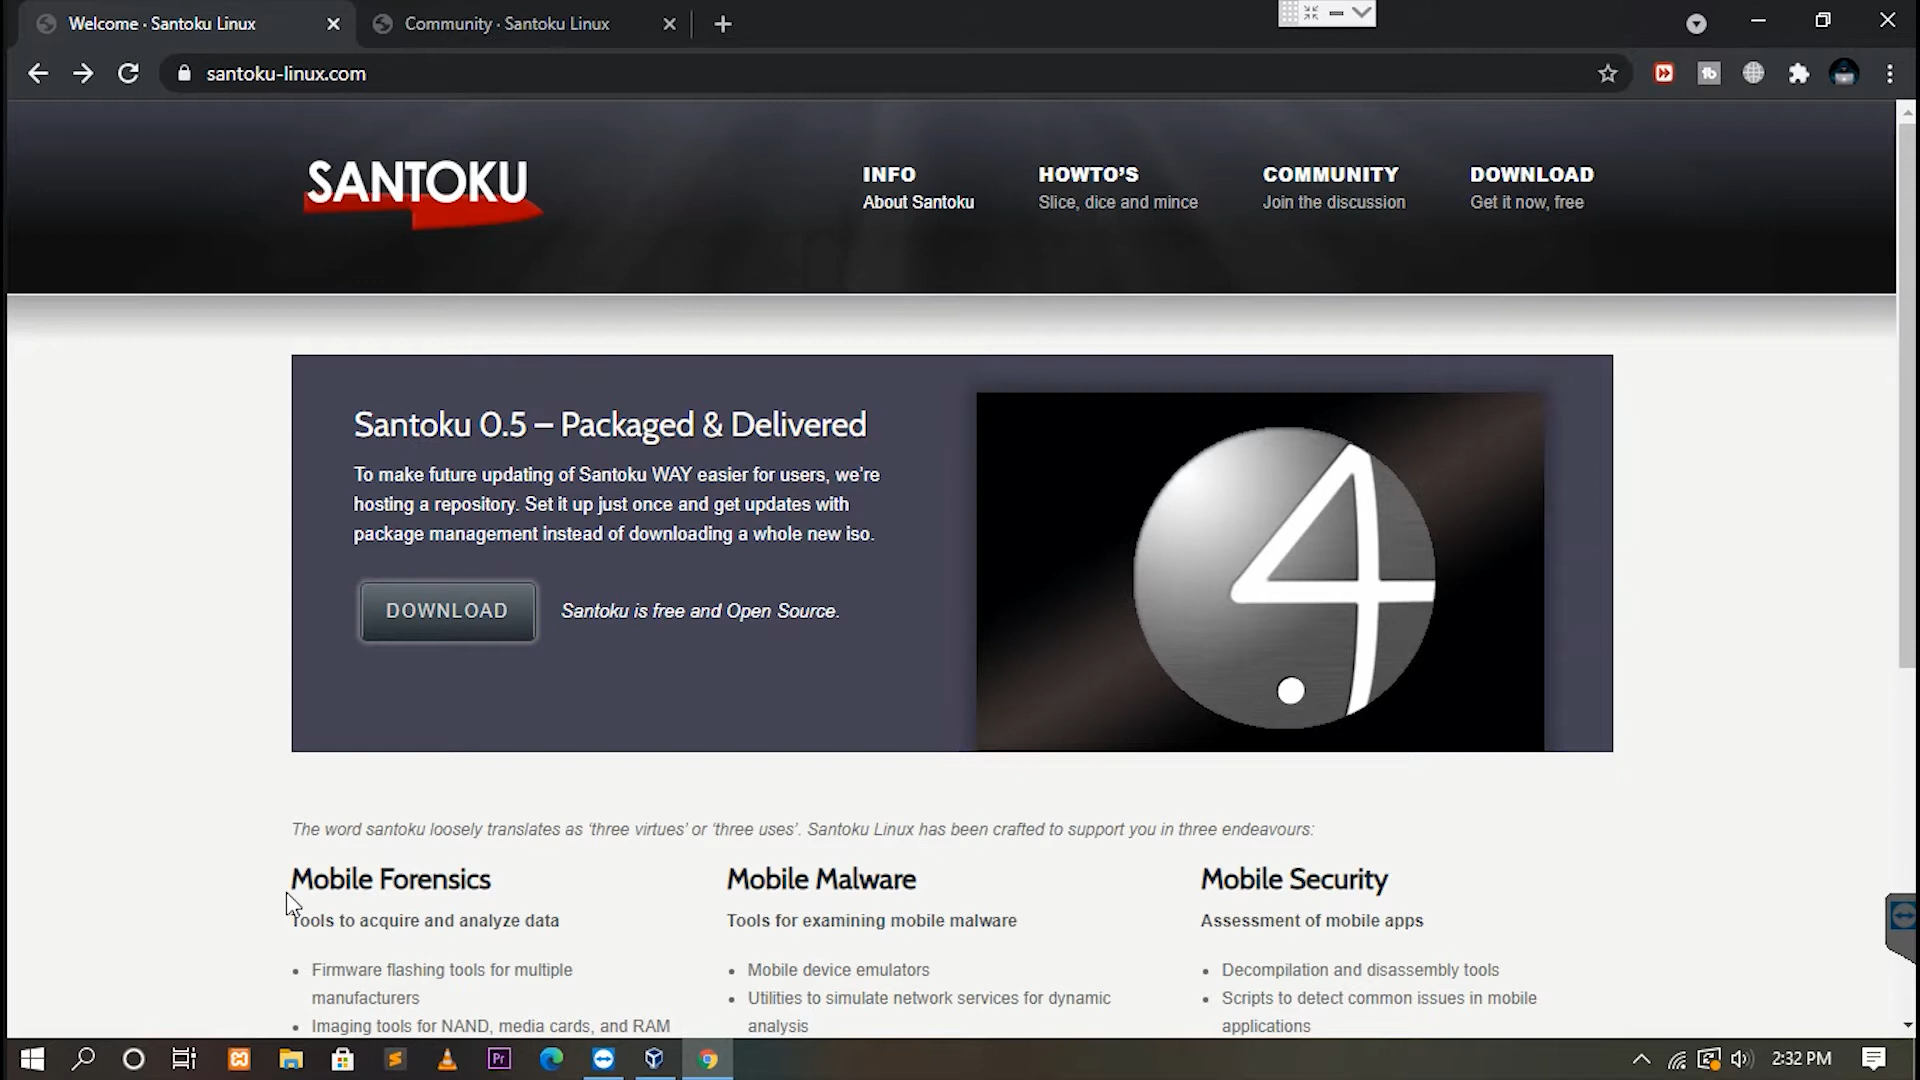 Welcome · Santoku Linux
Community · Santoku Linux
santoku-linux.com
SANTOKU
INFO
About Santoku
HOWTO'S
Slice, dice and mince
COMMUNITY
Join the discussion
DOWNLOAD
Get it now, free
Santoku 0.5 – Packaged & Delivered
To make future updating of Santoku WAY easier for users, we're
hosting a repository. Set it up just once and get updates with
package management instead of downloading a whole new iso.
DOWNLOAD
Santoku is free and Open Source.
.4
The word santoku loosely translates as 'three virtues' or 'three uses'. Santoku Linux has been crafted to support you in three endeavours:
Mobile Forensics
Tools to acquire and analyze data
• Firmware flashing tools for multiple
manufacturers
• Imaging tools for NAND, media cards, and RAM
Mobile Malware
Tools for examining mobile malware
• Mobile device emulators
• Utilities to simulate network services for dynamic
analysis
Mobile Security
Assessment of mobile apps
• Decompilation and disassembly tools
• Scripts to detect common issues in mobile
applications
Pr
2:32 PM